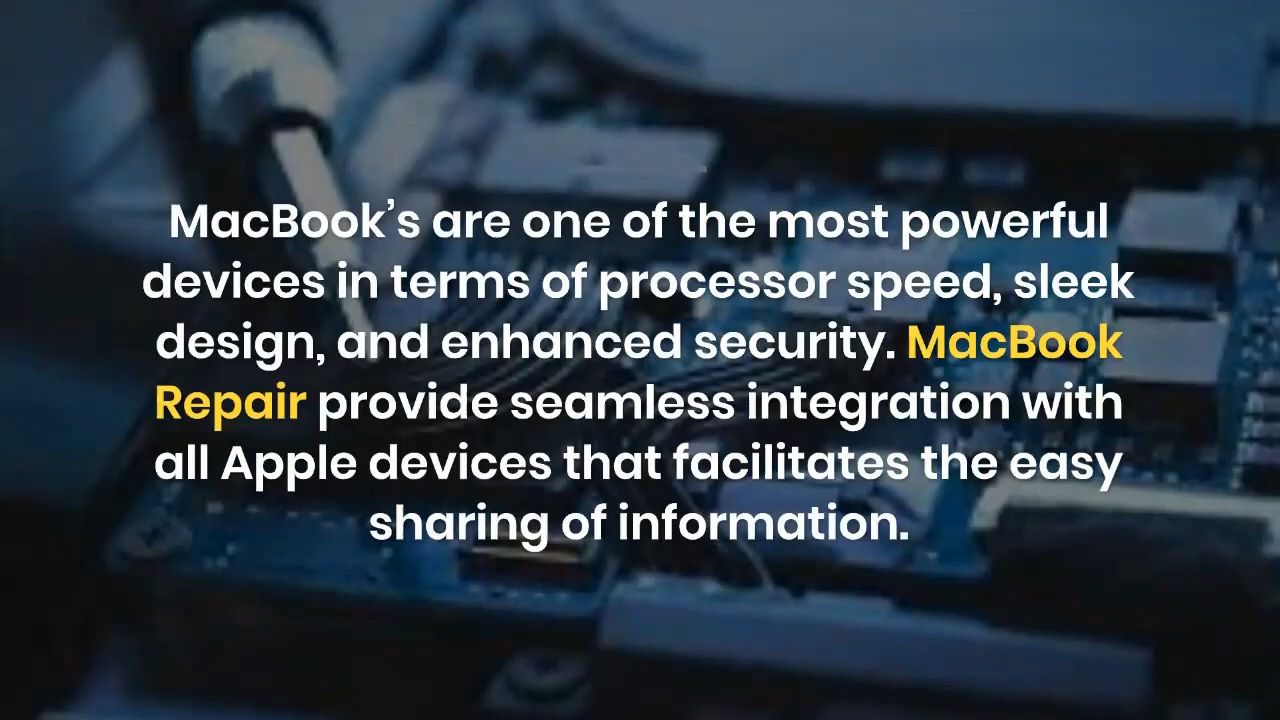 MacBook’s are one of the most powerful
devices in terms of processor speed, sleek
design, and enhanced security. MacBook
Repair provide seamless integration with
all Apple devices that facilitates the easy
sharing of information.